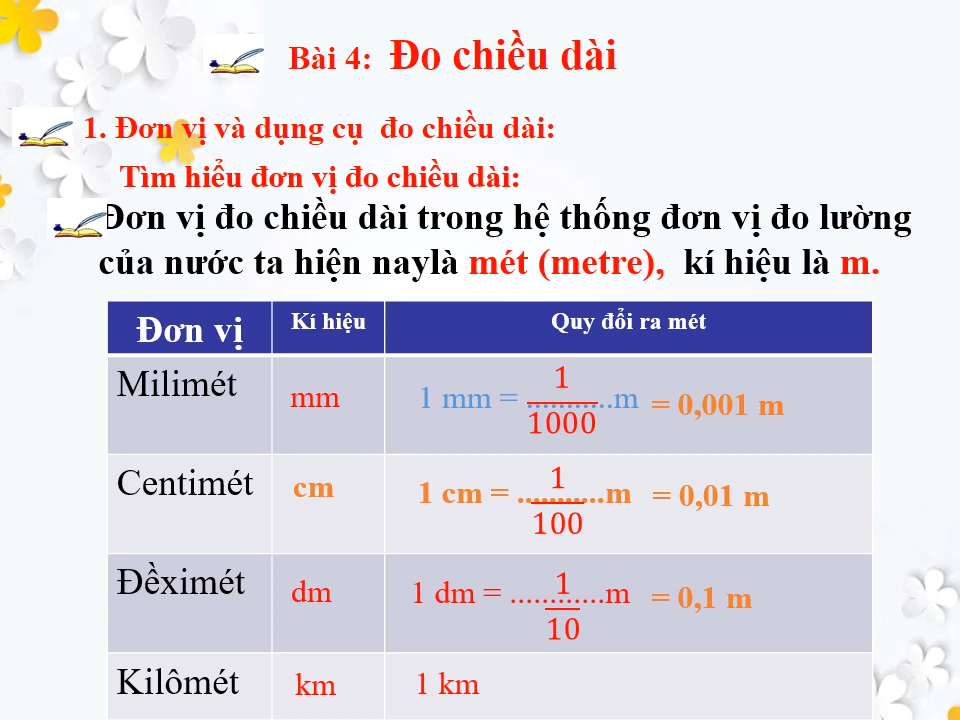 Bài 4: Đo chiều dài
1. Đơn vị và dụng cụ đo chiều dài:
Tìm hiểu đơn vị đo chiều dài:
Đơn vị đo chiều dài trong hệ thống đơn vị đo lường
của nước ta hiện naylà mét (metre), kí hiệu là m.
Đơn vị Kí hiệu Quy đổi ra mét
Milimét mm 1 mm = ...........m 1/1000 = 0,001 m
Centimét cm 1 cm = ...........m 1/100 = 0,01 m
Đềximét dm 1 dm = ............m 1/10 = 0,1 m
Kilômét km 1 km